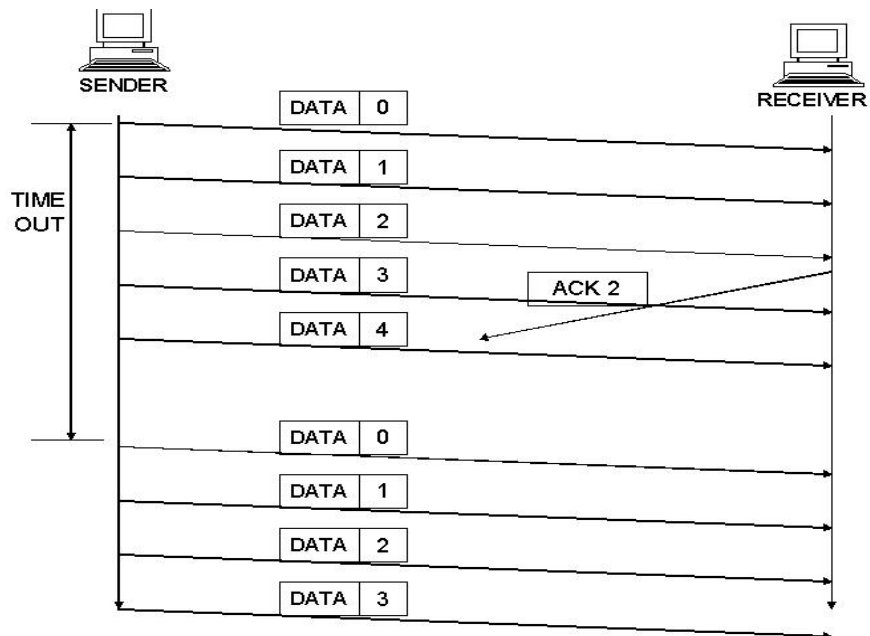 SENDER
RECEIVER
DATA 0
DATA 1
TIME
OUT
DATA 2
DATA 3
ACK 2
DATA 4
DATA 0
DATA 1
DATA 2
DATA 3